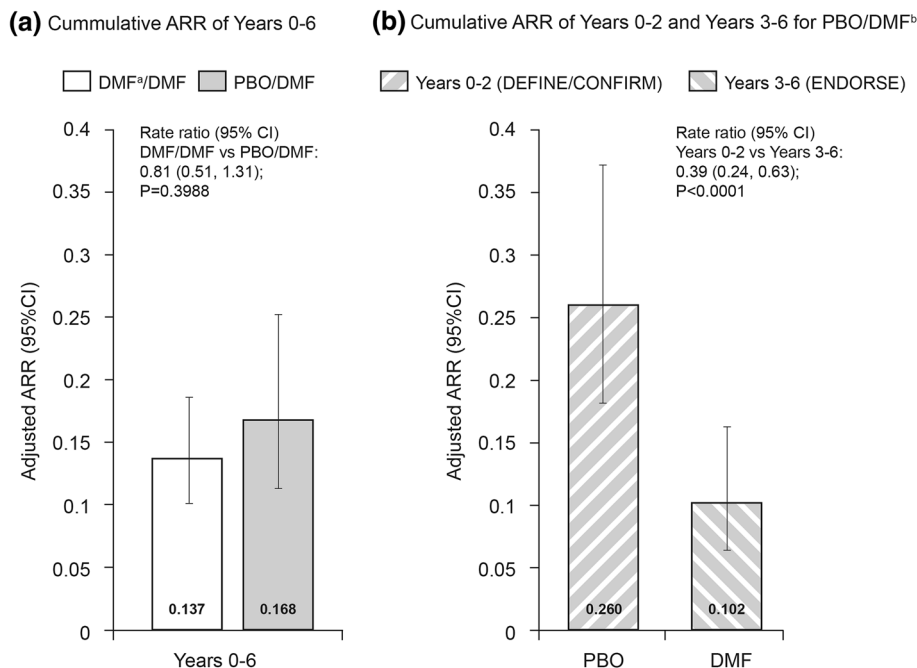 (a) Cummulative ARR of Years 0-6
DMFᵃ/DMF PBO/DMF
Rate ratio (95% CI)
DMF/DMF vs PBO/DMF:
0.81 (0.51, 1.31);
P=0.3988
Adjusted ARR (95%CI)
0.4
0.35
0.3
0.25
0.2
0.15
0.1
0.05
0
0.137 0.168
Years 0-6
(b) Cumulative ARR of Years 0-2 and Years 3-6 for PBO/DMFᵇ
Years 0-2 (DEFINE/CONFIRM) Years 3-6 (ENDORSE)
Rate ratio (95% CI)
Years 0-2 vs Years 3-6:
0.39 (0.24, 0.63);
P<0.0001
Adjusted ARR (95%CI)
0.4
0.35
0.3
0.25
0.2
0.15
0.1
0.05
0
0.260 0.102
PBO DMF